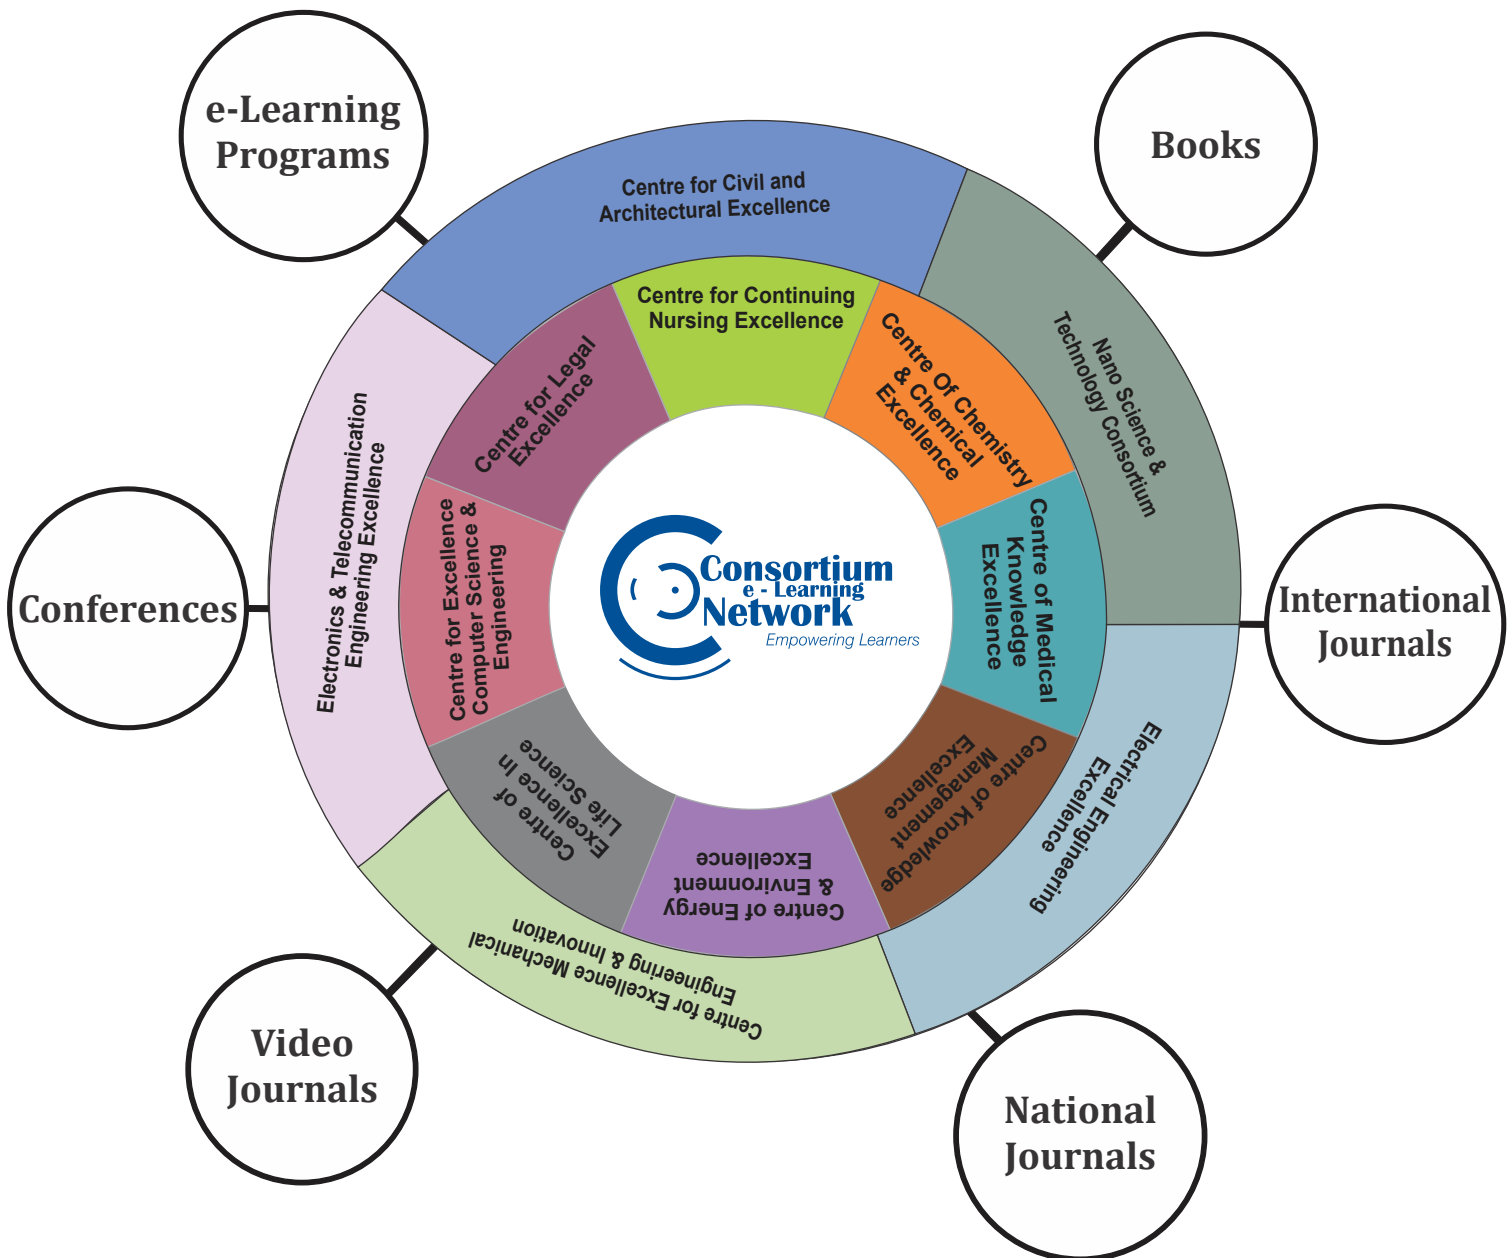 e-Learning
Programs
Books
Centre for Civil and
Architectural Excellence
Nano Science &
Technology Consortium
Electrical Engineering
Excellence
Centre for Excellence Mechanical
Engineering & Innovation
Electronics & Telecommunication
Engineering Excellence
Centre for Continuing
Nursing Excellence
Centre Of Chemistry
& Chemical
Excellence
Centre of Medical
Knowledge
Excellence
Centre of Knowledge
Management
Excellence
Centre of Energy
& Environment
Excellence
Centre of
Excellence In
Life Science
Centre for Excellence
Computer Science &
Engineering
Centre for Legal
Excellence
Consortium
e - Learning
Network
Empowering Learners
Conferences
International
Journals
Video
Journals
National
Journals